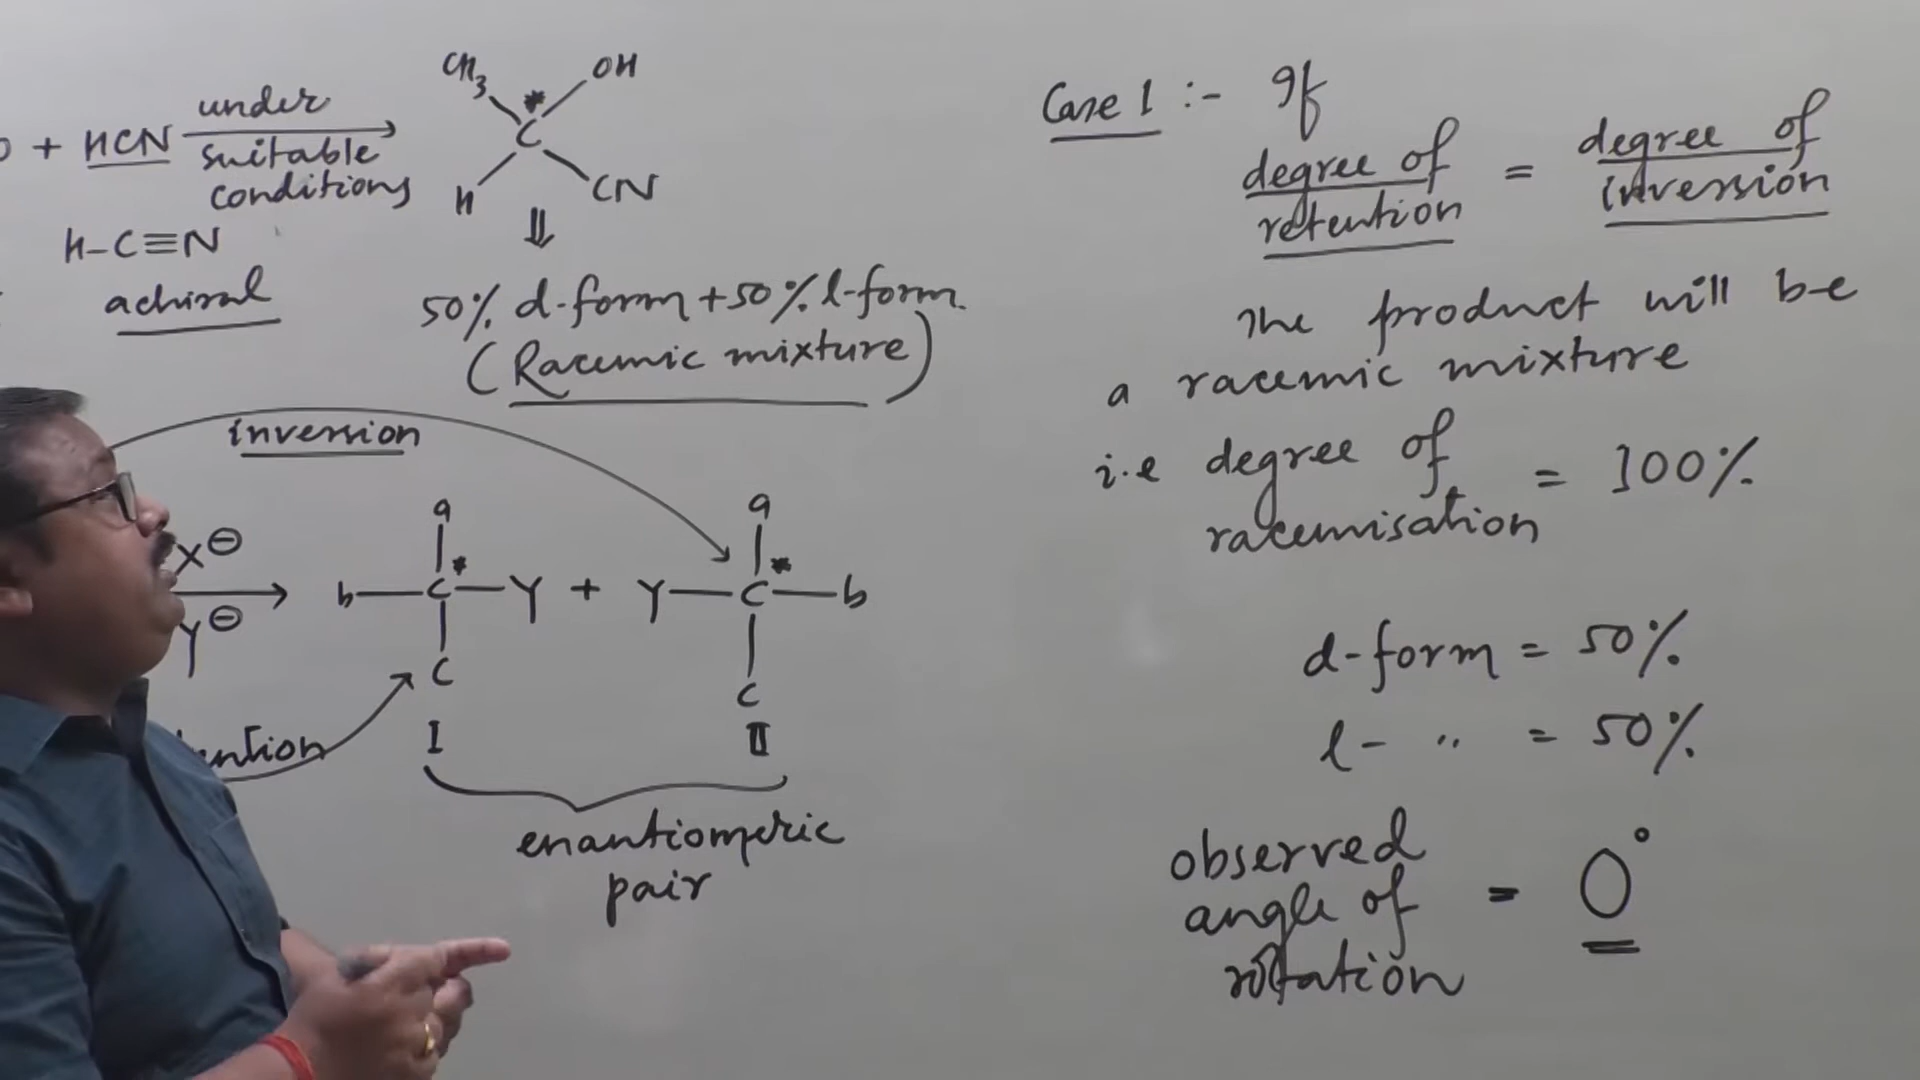 + HCN under
suitable
conditions
H-C≡N
achiral
CH3 OH
*
C
H CN
⇓
50% d-form + 50% l-form
(Racemic mixture)
inversion
X⊖
Y⊖
a
b-C*-Y + Y-C*-b
a
C
C
I
II
enantiomeric
pair
Case 1 :- If
degree of = degree of
retention inversion
The product will be
a racemic mixture
i.e degree of = 100%
racemisation
d-form = 50%
l- " = 50%
observed
angle of = 0°
rotation